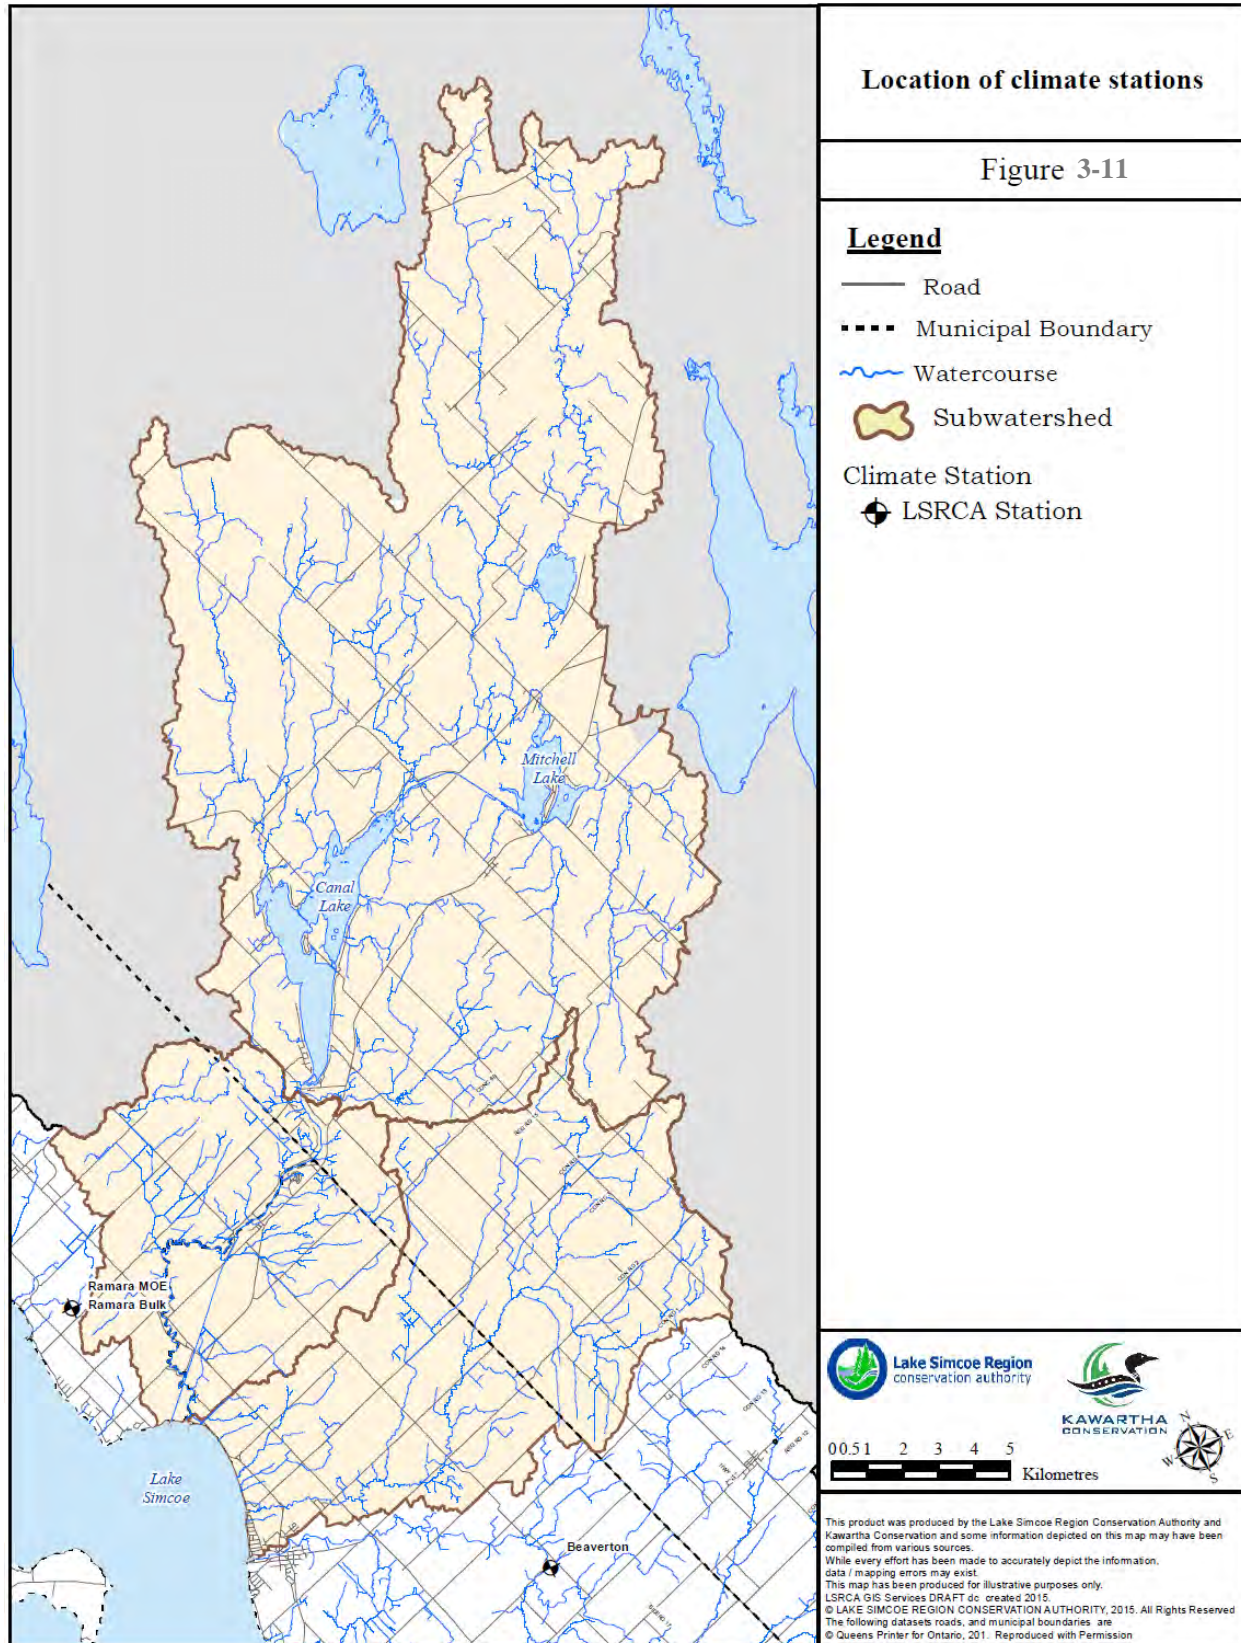 Location of climate stations
Figure 3-11
Legend
Road
Municipal Boundary
Watercourse
Subwatershed
Climate Station
LSRCA Station
Mitchell
Lake
Canal
Lake
Ramara MOE
Ramara Bulk
Lake
Simcoe
Beaverton
CON RD 2
Lake Simcoe Region
conservation authority
KAWARTHA
CONSERVATION
N
E
W
S
0 0.5 1 2 3 4 5
Kilometres
This product was produced by the Lake Simcoe Region Conservation Authority and
Kawartha Conservation and some information depicted on this map may have been
compiled from various sources.
While every effort has been made to accurately depict the information,
data / mapping errors may exist.
This map has been produced for illustrative purposes only.
LSRCA GIS Services DRAFT dc created 2015.
© LAKE SIMCOE REGION CONSERVATION AUTHORITY, 2015. All Rights Reserved
The following datasets roads, and municipal boundaries are
© Queens Printer for Ontario, 201. Reproduced with Permission